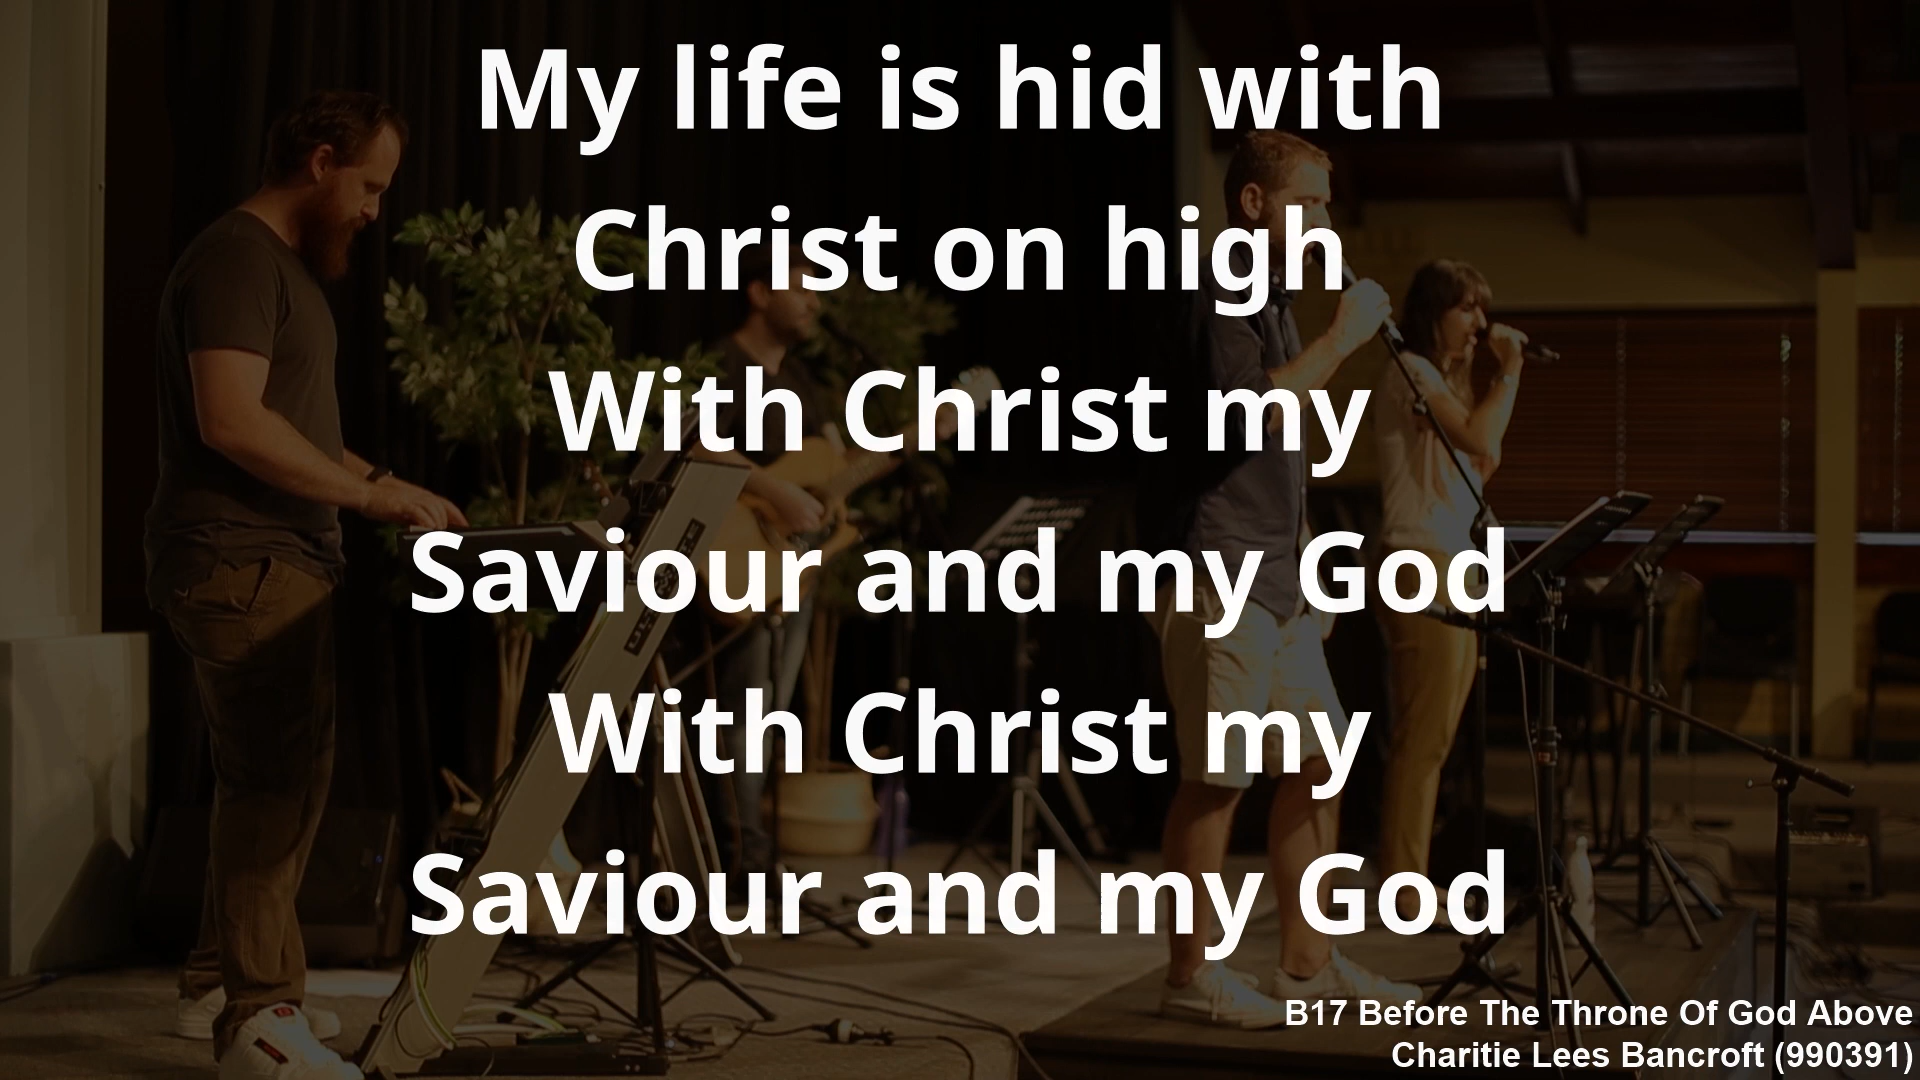 My life is hid with
Christ on high
With Christ my
Saviour and my God
With Christ my
Saviour and my God
B17 Before The Throne Of God Above
Charitie Lees Bancroft (990391)